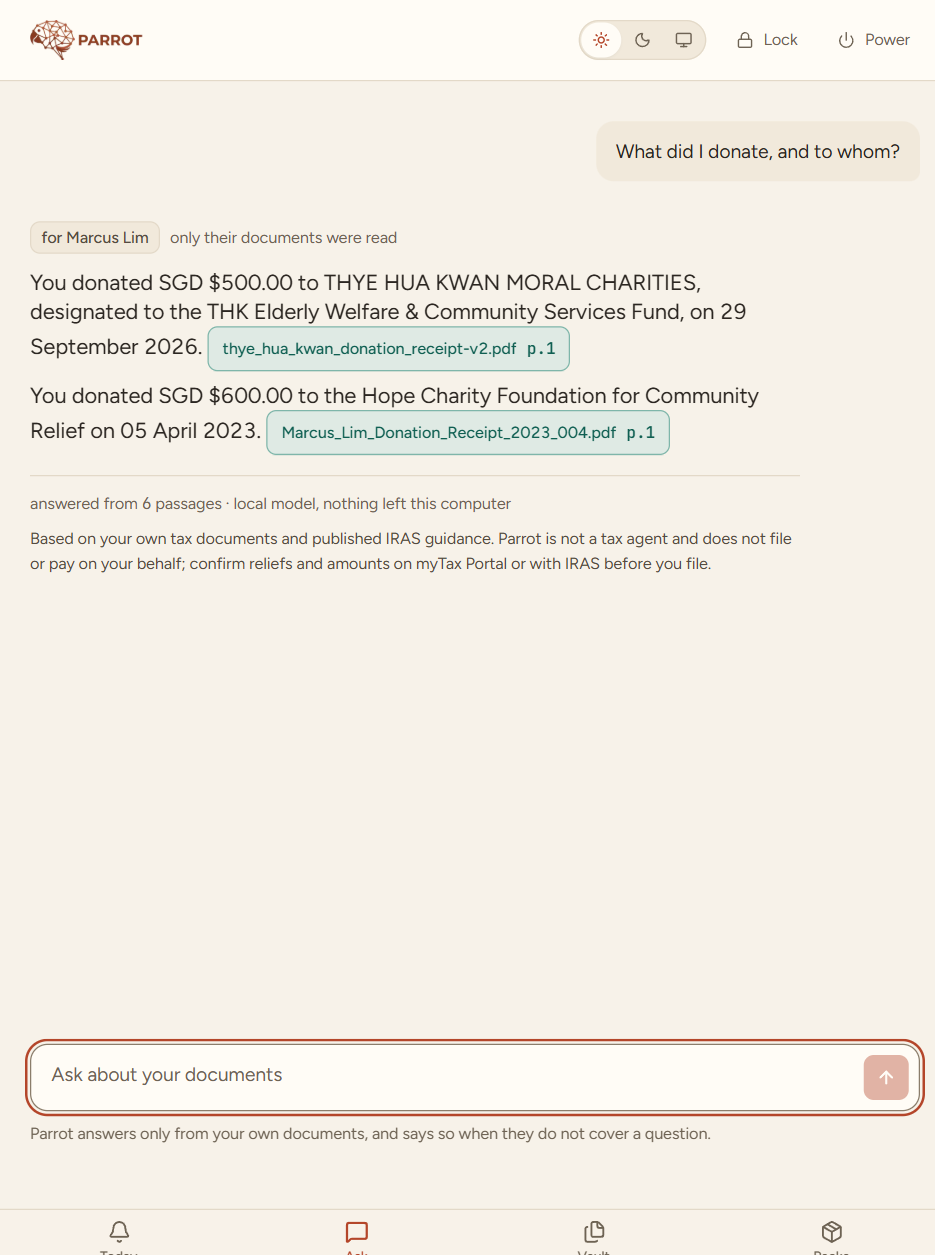 PARROT
Lock
Power
What did I donate, and to whom?
for Marcus Lim only their documents were read
You donated SGD $500.00 to THYE HUA KWAN MORAL CHARITIES,
designated to the THK Elderly Welfare & Community Services Fund, on 29
September 2026. thye_hua_kwan_donation_receipt-v2.pdf p.1
You donated SGD $600.00 to the Hope Charity Foundation for Community
Relief on 05 April 2023. Marcus_Lim_Donation_Receipt_2023_004.pdf p.1
answered from 6 passages · local model, nothing left this computer
Based on your own tax documents and published IRAS guidance. Parrot is not a tax agent and does not file
or pay on your behalf; confirm reliefs and amounts on myTax Portal or with IRAS before you file.
Ask about your documents
Parrot answers only from your own documents, and says so when they do not cover a question.